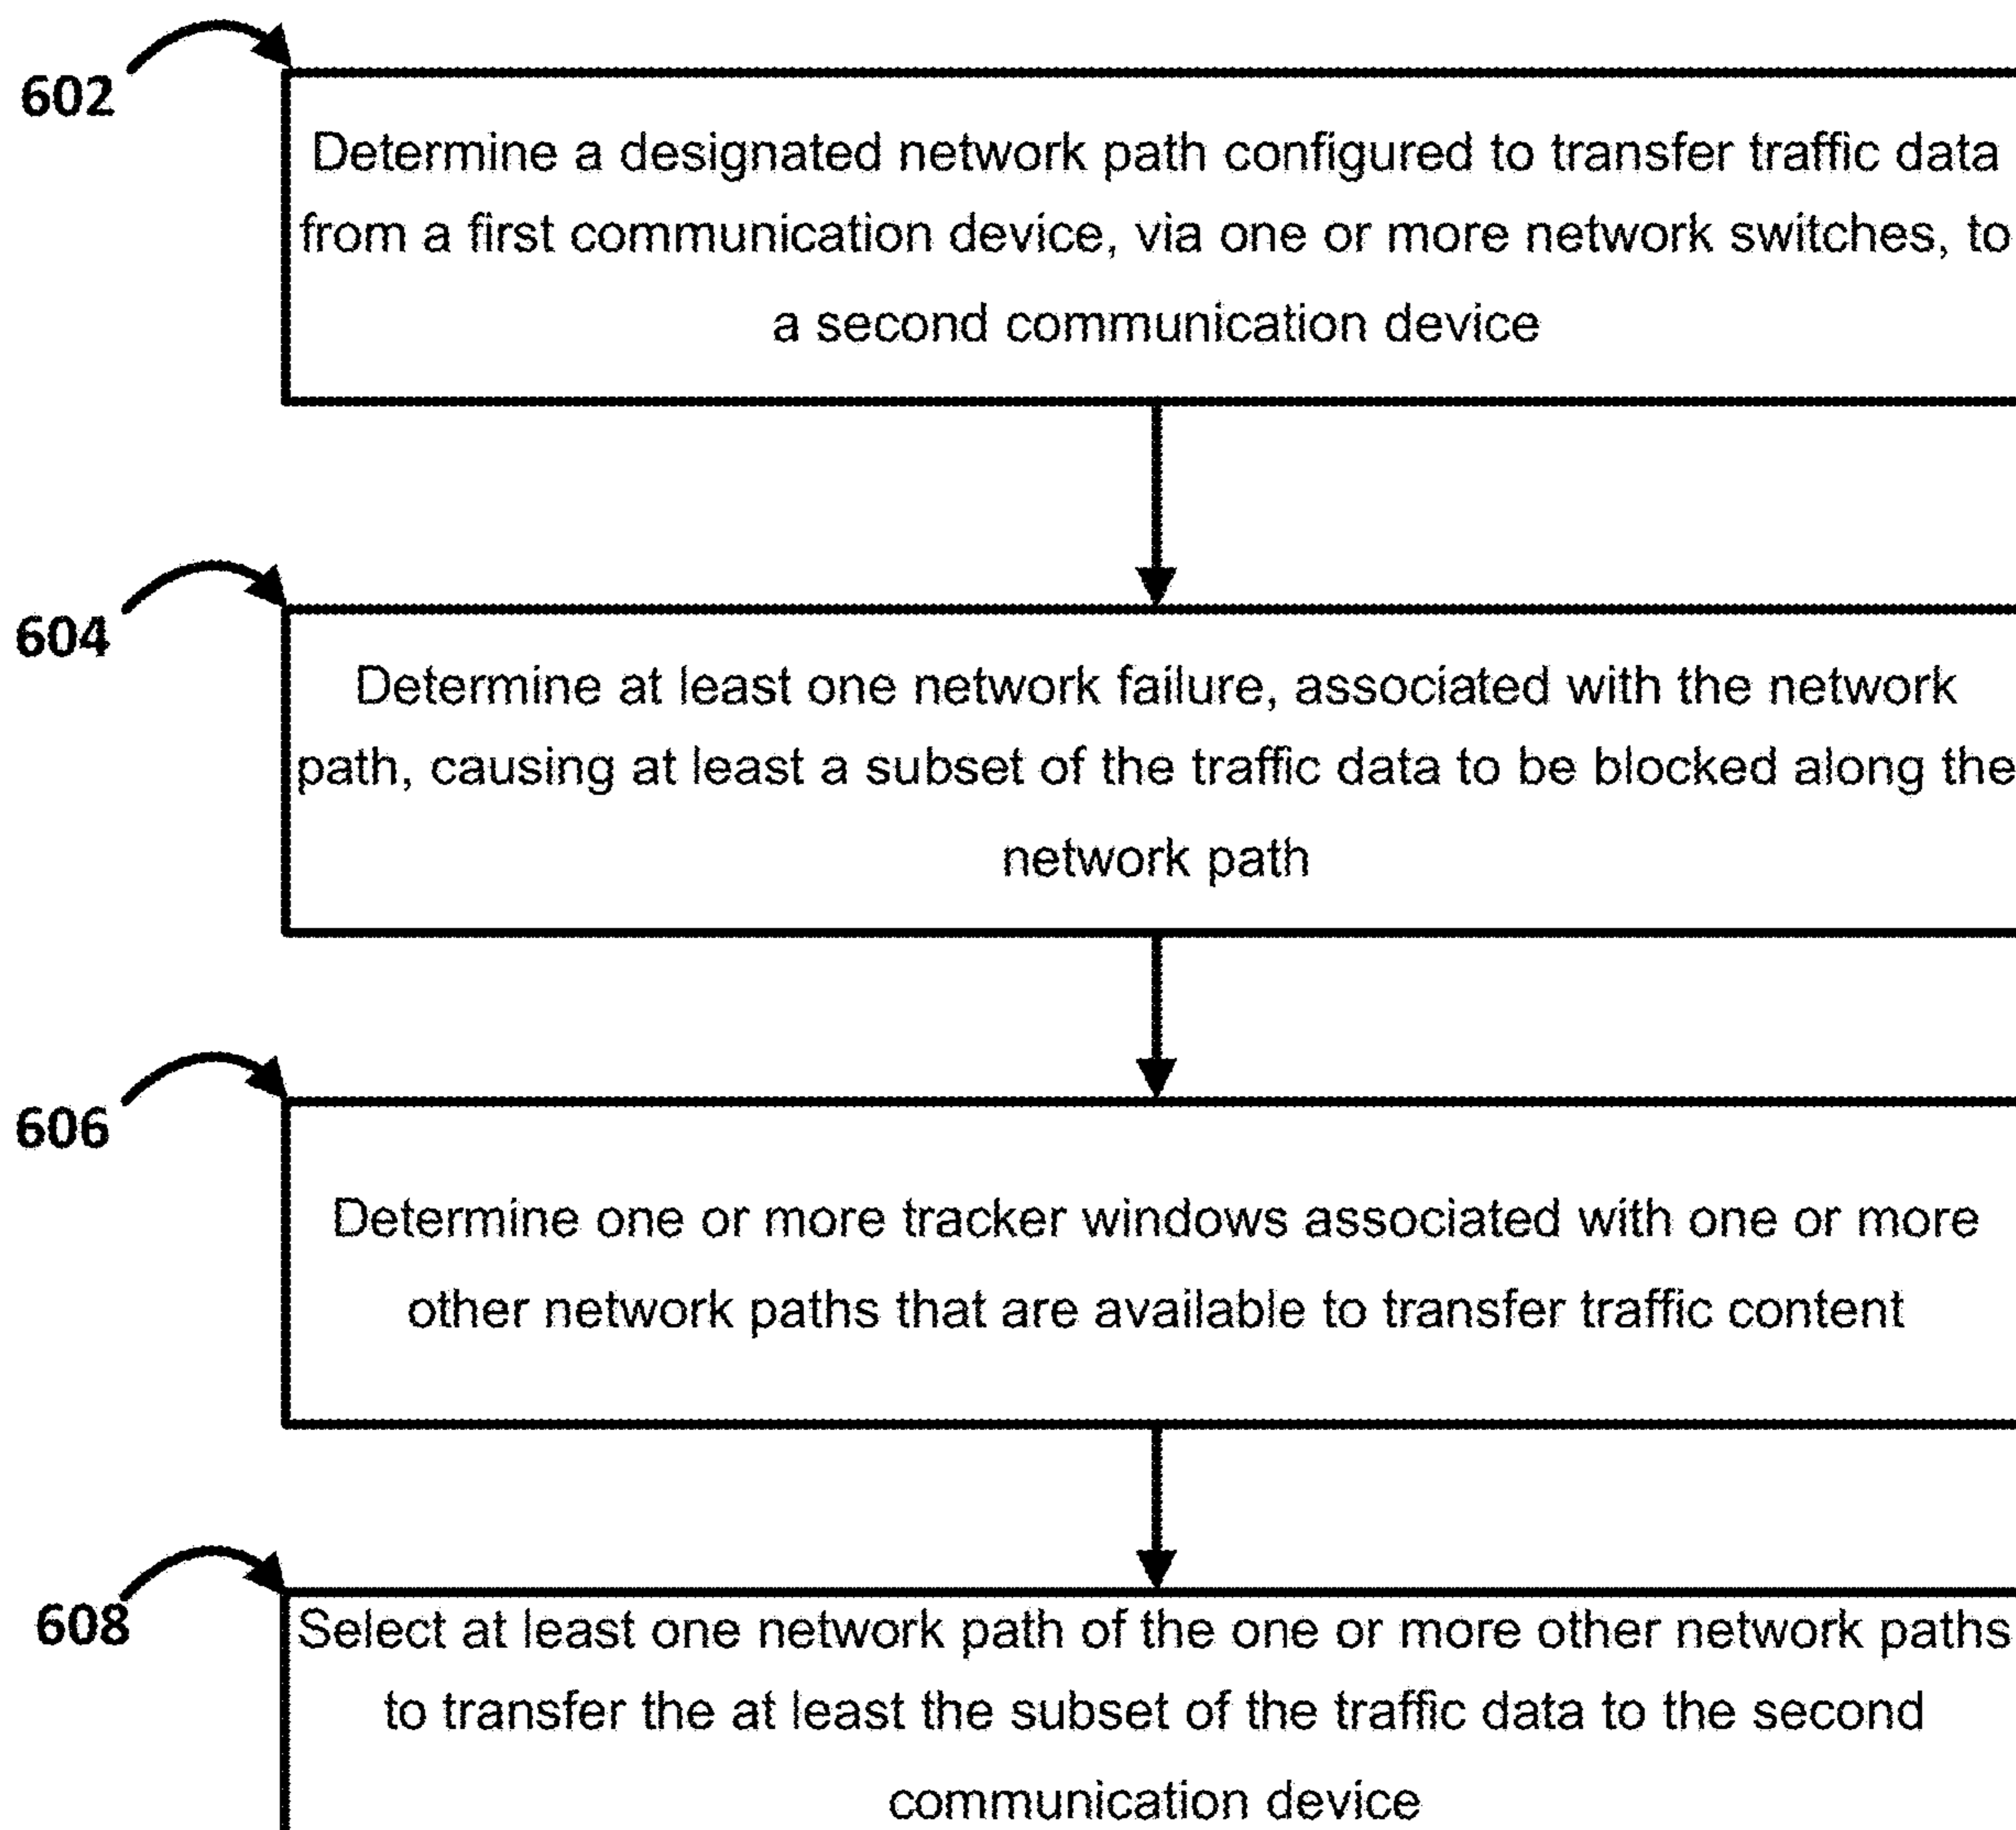 602
Determine a designated network path configured to transfer traffic data
from a first communication device, via one or more network switches, to
a second communication device
604
Determine at least one network failure, associated with the network
path, causing at least a subset of the traffic data to be blocked along the
network path
606
Determine one or more tracker windows associated with one or more
other network paths that are available to transfer traffic content
608
Select at least one network path of the one or more other network paths
to transfer the at least the subset of the traffic data to the second
communication device